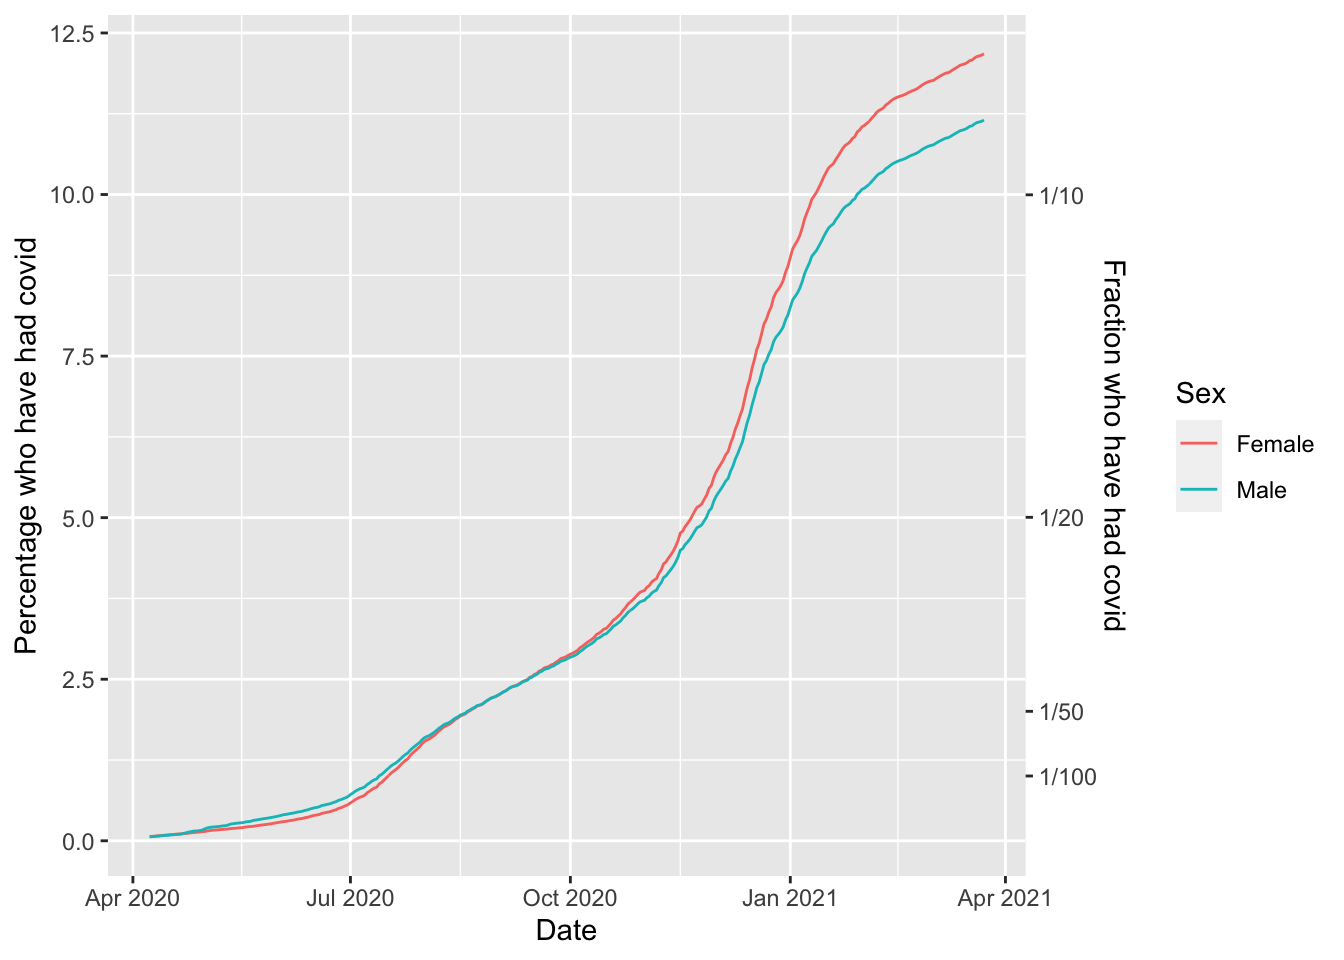 12.5
10.0
7.5
5.0
2.5
0.0
Percentage who have had covid
Apr 2020
Jul 2020
Oct 2020
Jan 2021
Apr 2021
Date
1/10
1/20
1/50
1/100
Fraction who have had covid
Sex
Female
Male